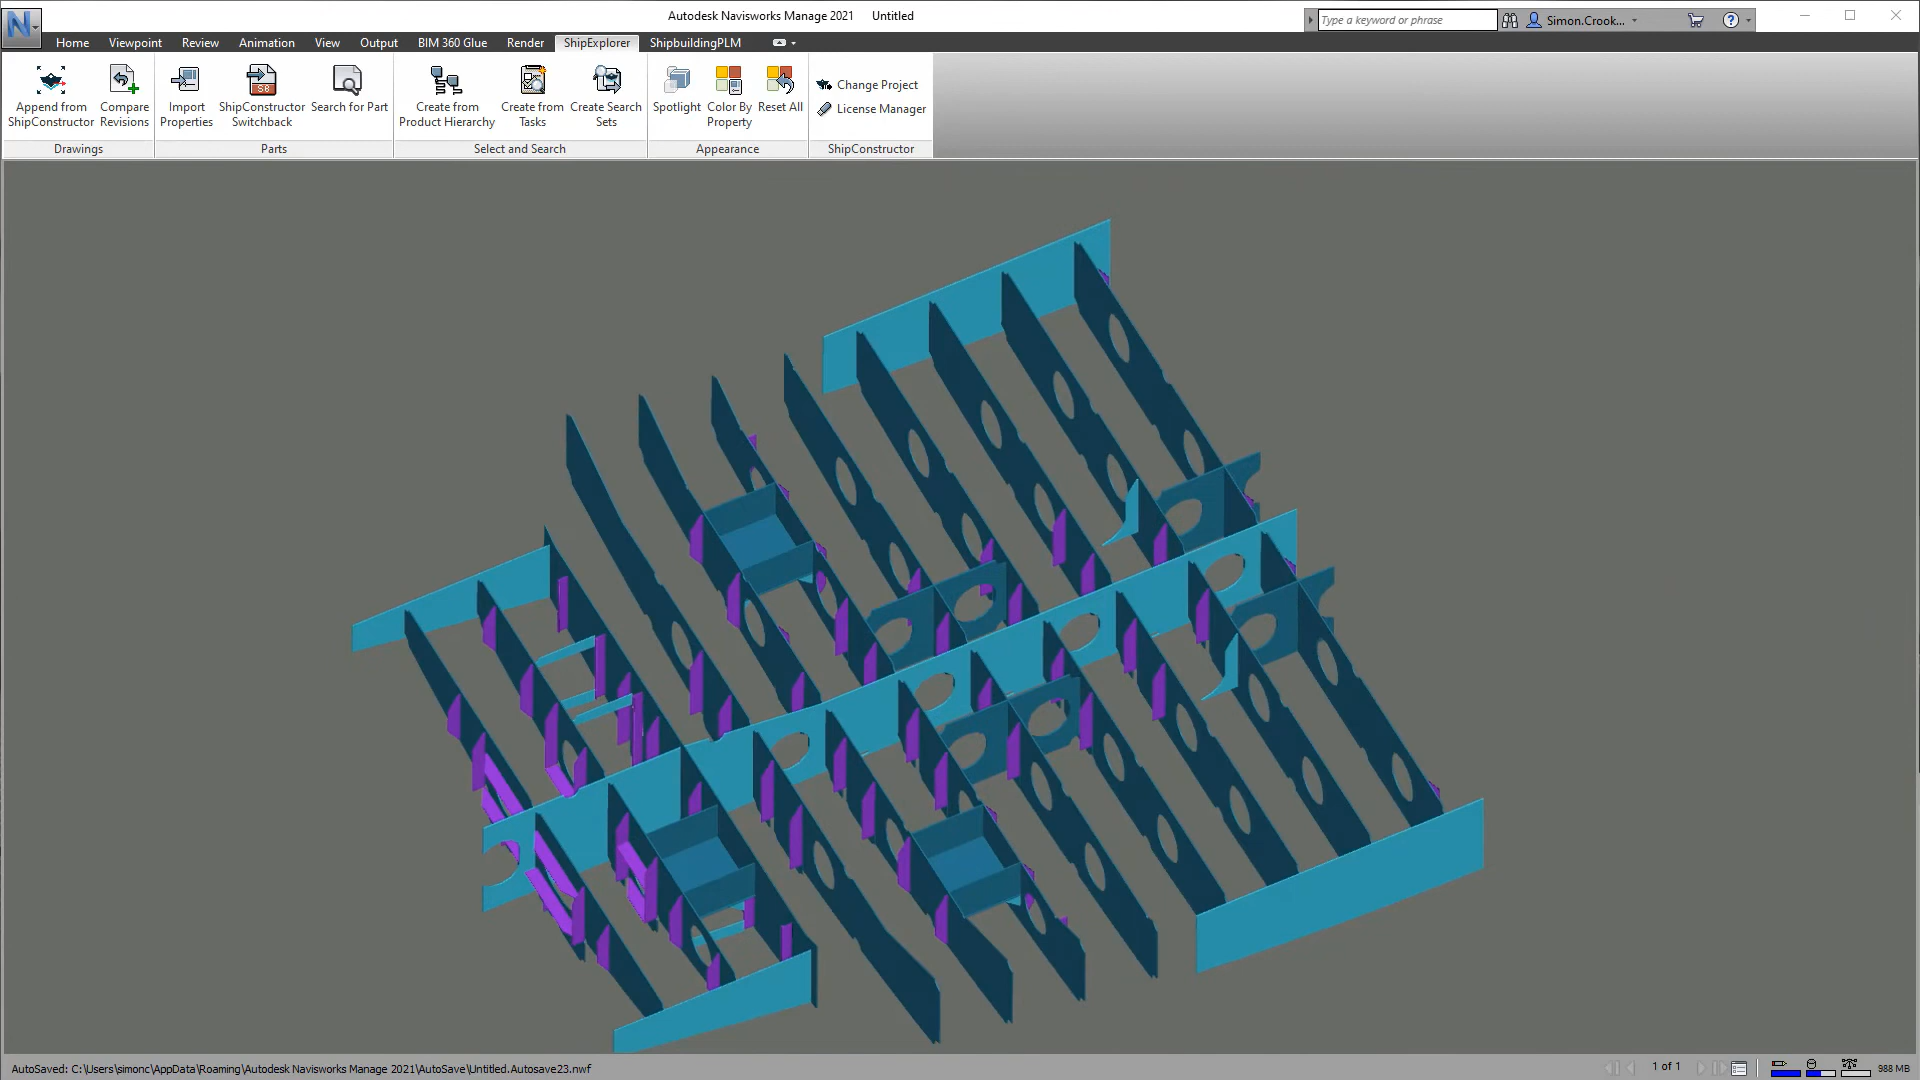 Autodesk Navisworks Manage 2021 Untitled
Type a keyword or phrase
Simon.Crook...
N
Home Viewpoint Review Animation View Output BIM 360 Glue Render ShipExplorer ShipbuildingPLM
Append from ShipConstructor
Compare Revisions
Import Properties
SB
ShipConstructor Switchback
Search for Part
Create from Product Hierarchy
Create from Tasks
Create Search Sets
Spotlight
Color By Property
Reset All
Change Project
License Manager
Drawings
Parts
Select and Search
Appearance
ShipConstructor
AutoSaved: C:\Users\simonc\AppData\Roaming\Autodesk Navisworks Manage 2021\AutoSave\Untitled.Autosave23.nwf
1 of 1
988 MB